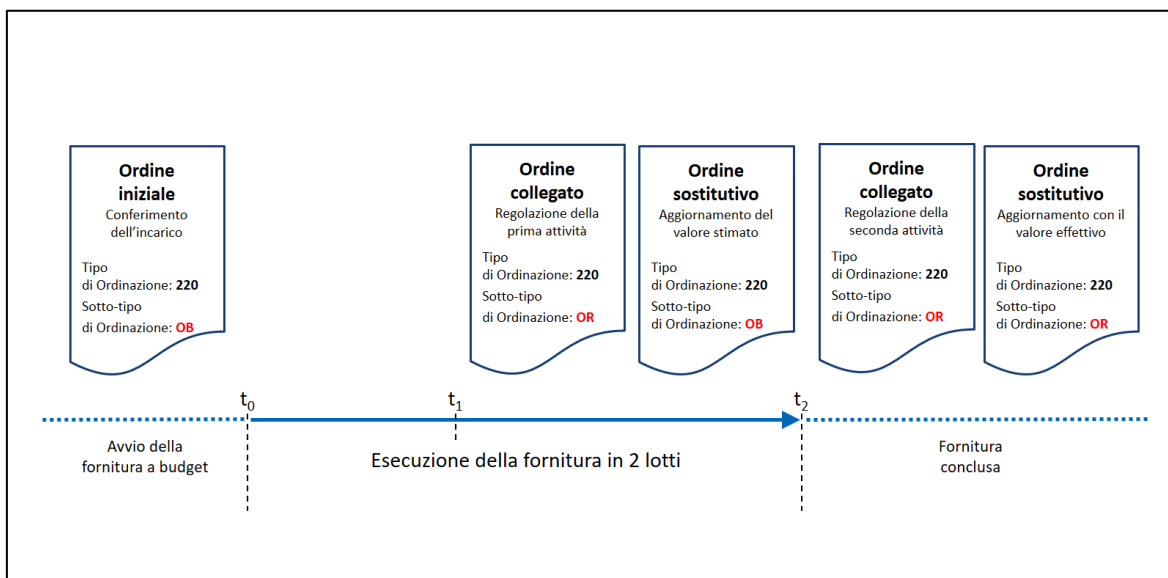 Ordine
iniziale
Conferimento
dell'incarico
Tipo
di Ordinazione: 220
Sotto-tipo
di Ordinazione: OB
Ordine
collegato
Regolazione della
prima attività
Tipo
di Ordinazione: 220
Sotto-tipo
di Ordinazione: OR
Ordine
sostitutivo
Aggiornamento del
valore stimato
Tipo
di Ordinazione: 220
Sotto-tipo
di Ordinazione: OB
Ordine
collegato
Regolazione della
seconda attività
Tipo
di Ordinazione: 220
Sotto-tipo
di Ordinazione: OR
Ordine
sostitutivo
Aggiornamento con il
valore effettivo
Tipo
di Ordinazione: 220
Sotto-tipo
di Ordinazione: OR
t0
t1
t2
Avvio della
fornitura a budget
Esecuzione della fornitura in 2 lotti
Fornitura
conclusa